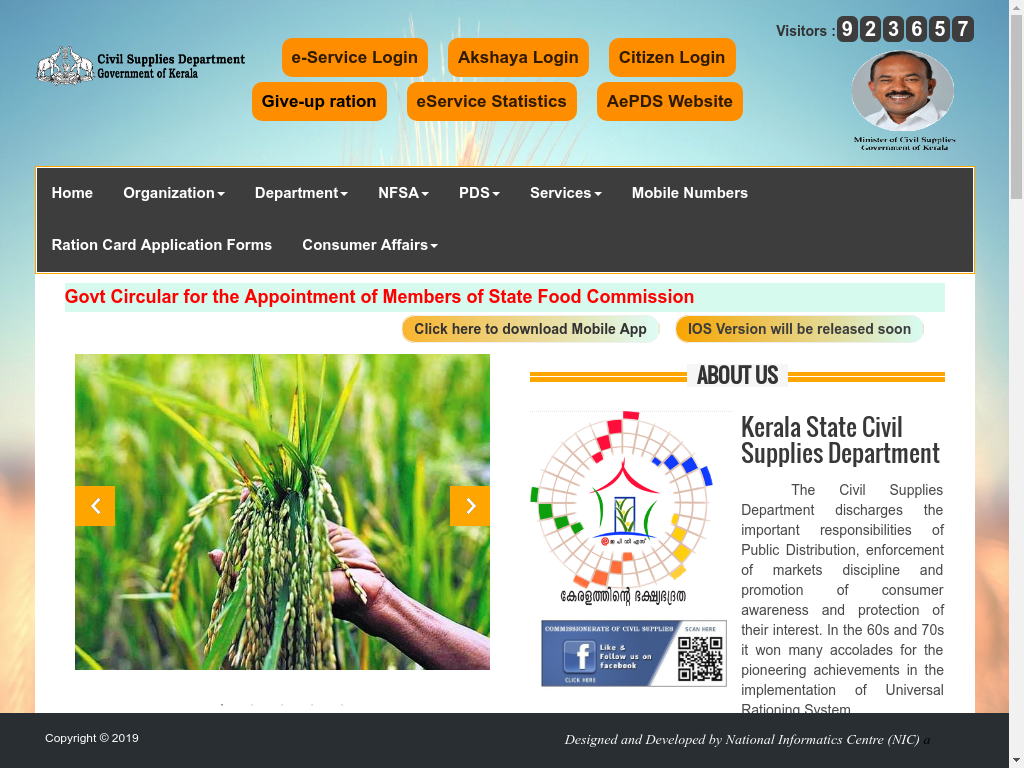 Visitors : 923657
Civil Supplies Department
Government of Kerala
e-Service Login
Akshaya Login
Citizen Login
Give-up ration
eService Statistics
AePDS Website
Minister of Civil Supplies
Government of Kerala
Home
Organization
Department
NFSA
PDS
Services
Mobile Numbers
Ration Card Application Forms
Consumer Affairs
Govt Circular for the Appointment of Members of State Food Commission
Click here to download Mobile App
IOS Version will be released soon
ABOUT US
കേരളത്തിന്റെ ഭക്ഷ്യഭദ്രത
COMMISSIONERATE OF CIVIL SUPPLIES
SCAN HERE
Like &
Follow us on
facebook
CLICK HERE
Kerala State Civil
Supplies Department
The Civil Supplies
Department discharges the
important responsibilities of
Public Distribution, enforcement
of markets discipline and
promotion of consumer
awareness and protection of
their interest. In the 60s and 70s
it won many accolades for the
pioneering achievements in the
implementation of Universal
Rationing System
Copyright © 2019
Designed and Developed by National Informatics Centre (NIC) a